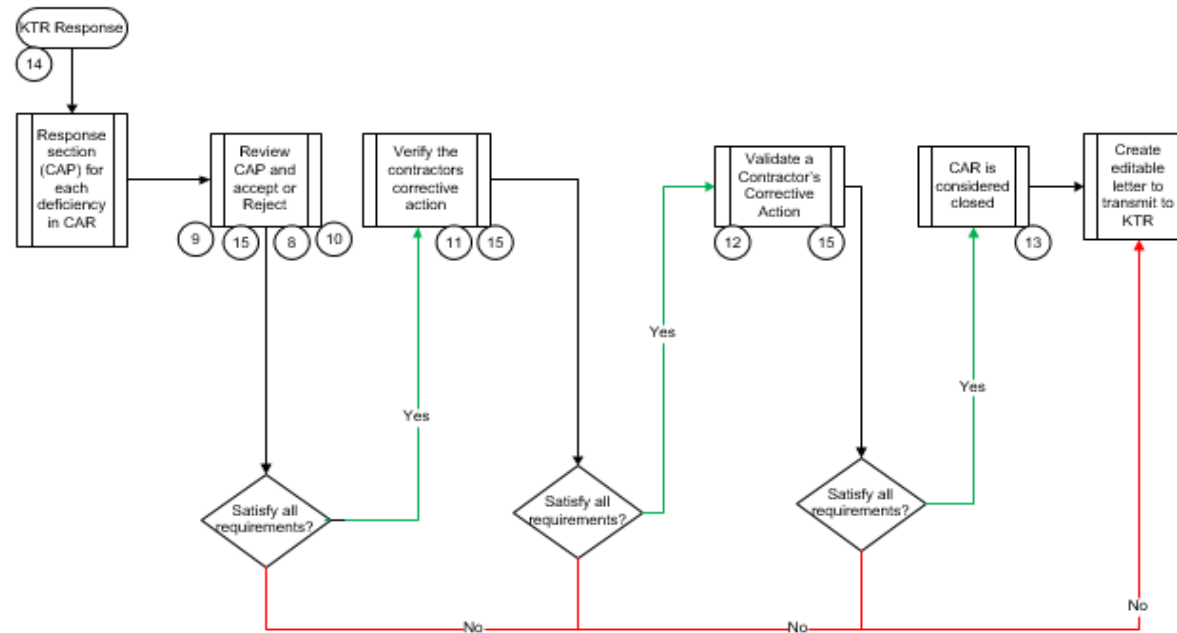 KTR Response
14
Response
section
(CAP) for
each
deficiency
in CAR
Review
CAP and
accept or
Reject
9
15
8
10
Verify the
contractors
corrective
action
11
15
Validate a
Contractor's
Corrective
Action
12
15
CAR is
considered
closed
13
Create
editable
letter to
transmit to
KTR
Yes
Yes
Yes
Satisfy all
requirements?
Satisfy all
requirements?
Satisfy all
requirements?
No
No
No